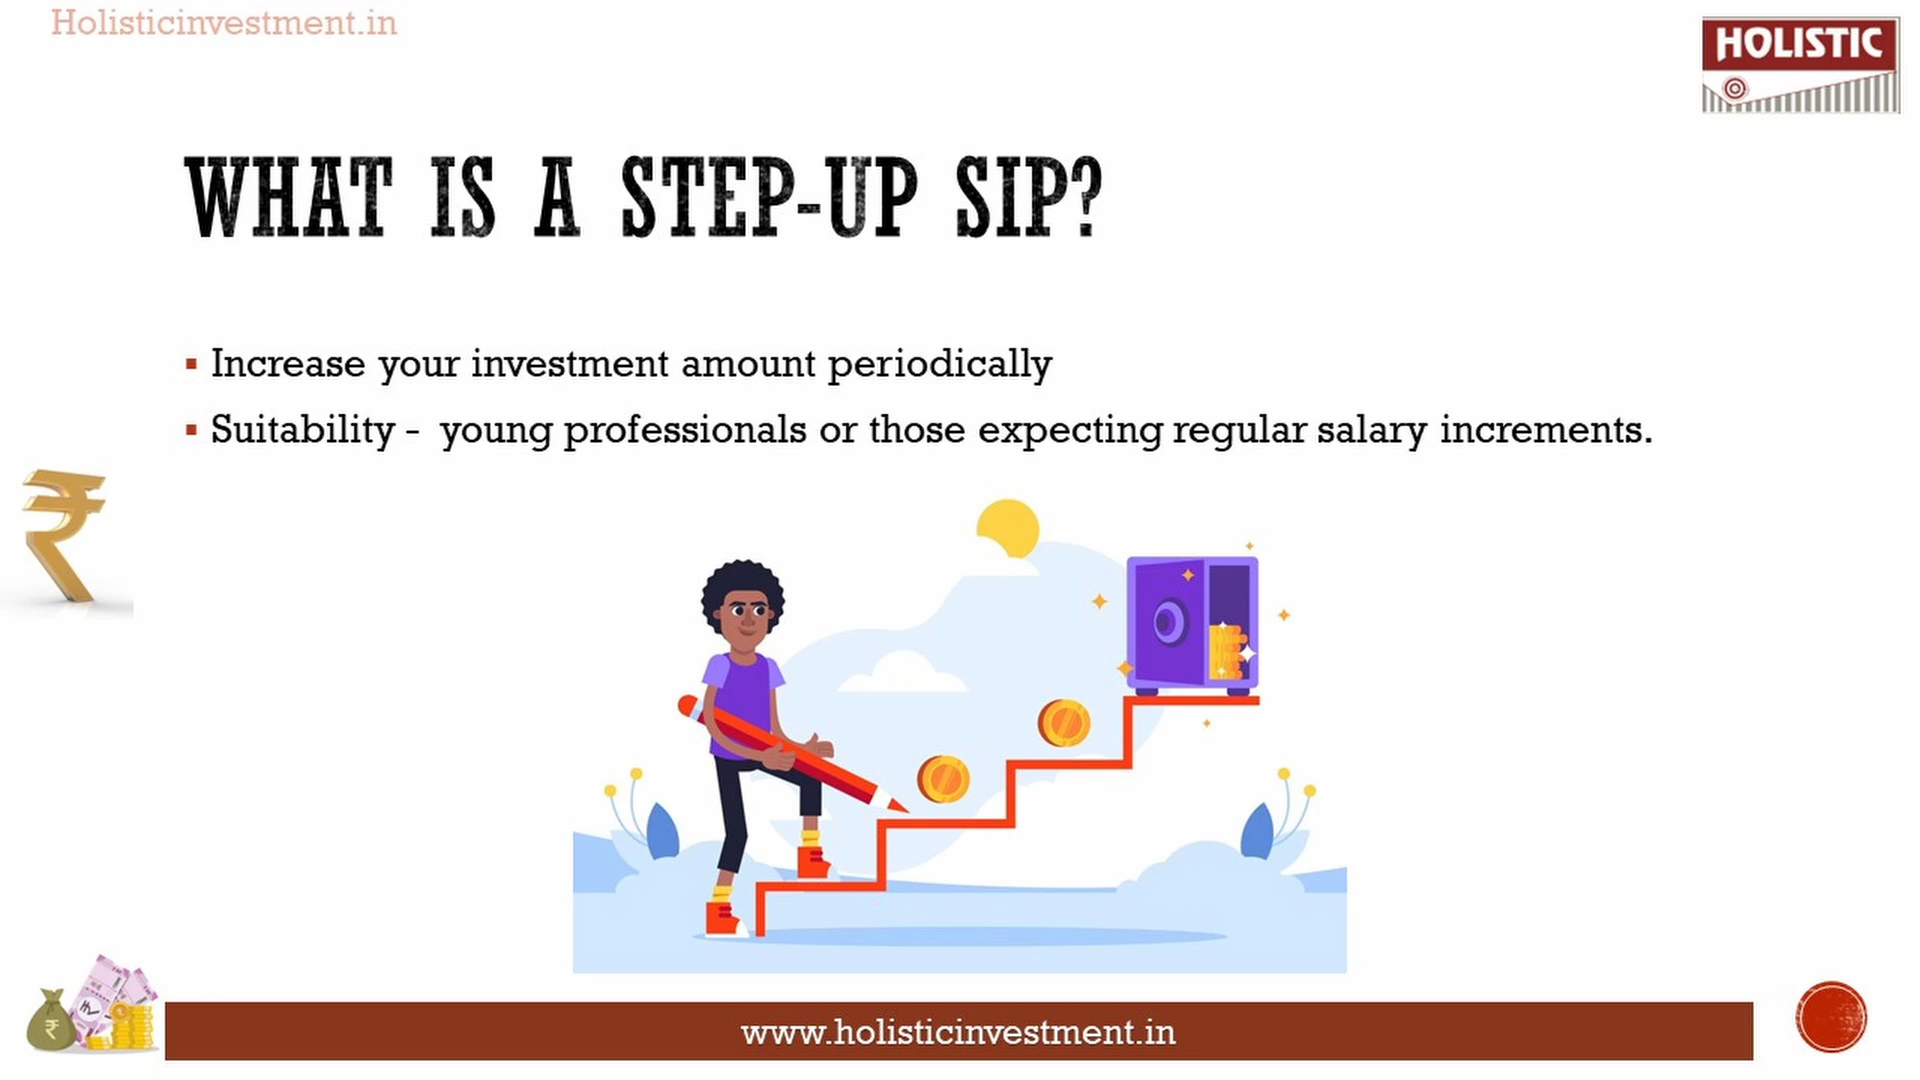 Holisticinvestment.in
HOLISTIC
WHAT IS A STEP-UP SIP?
▪ Increase your investment amount periodically
▪ Suitability -  young professionals or those expecting regular salary increments.
₹
₹
www.holisticinvestment.in